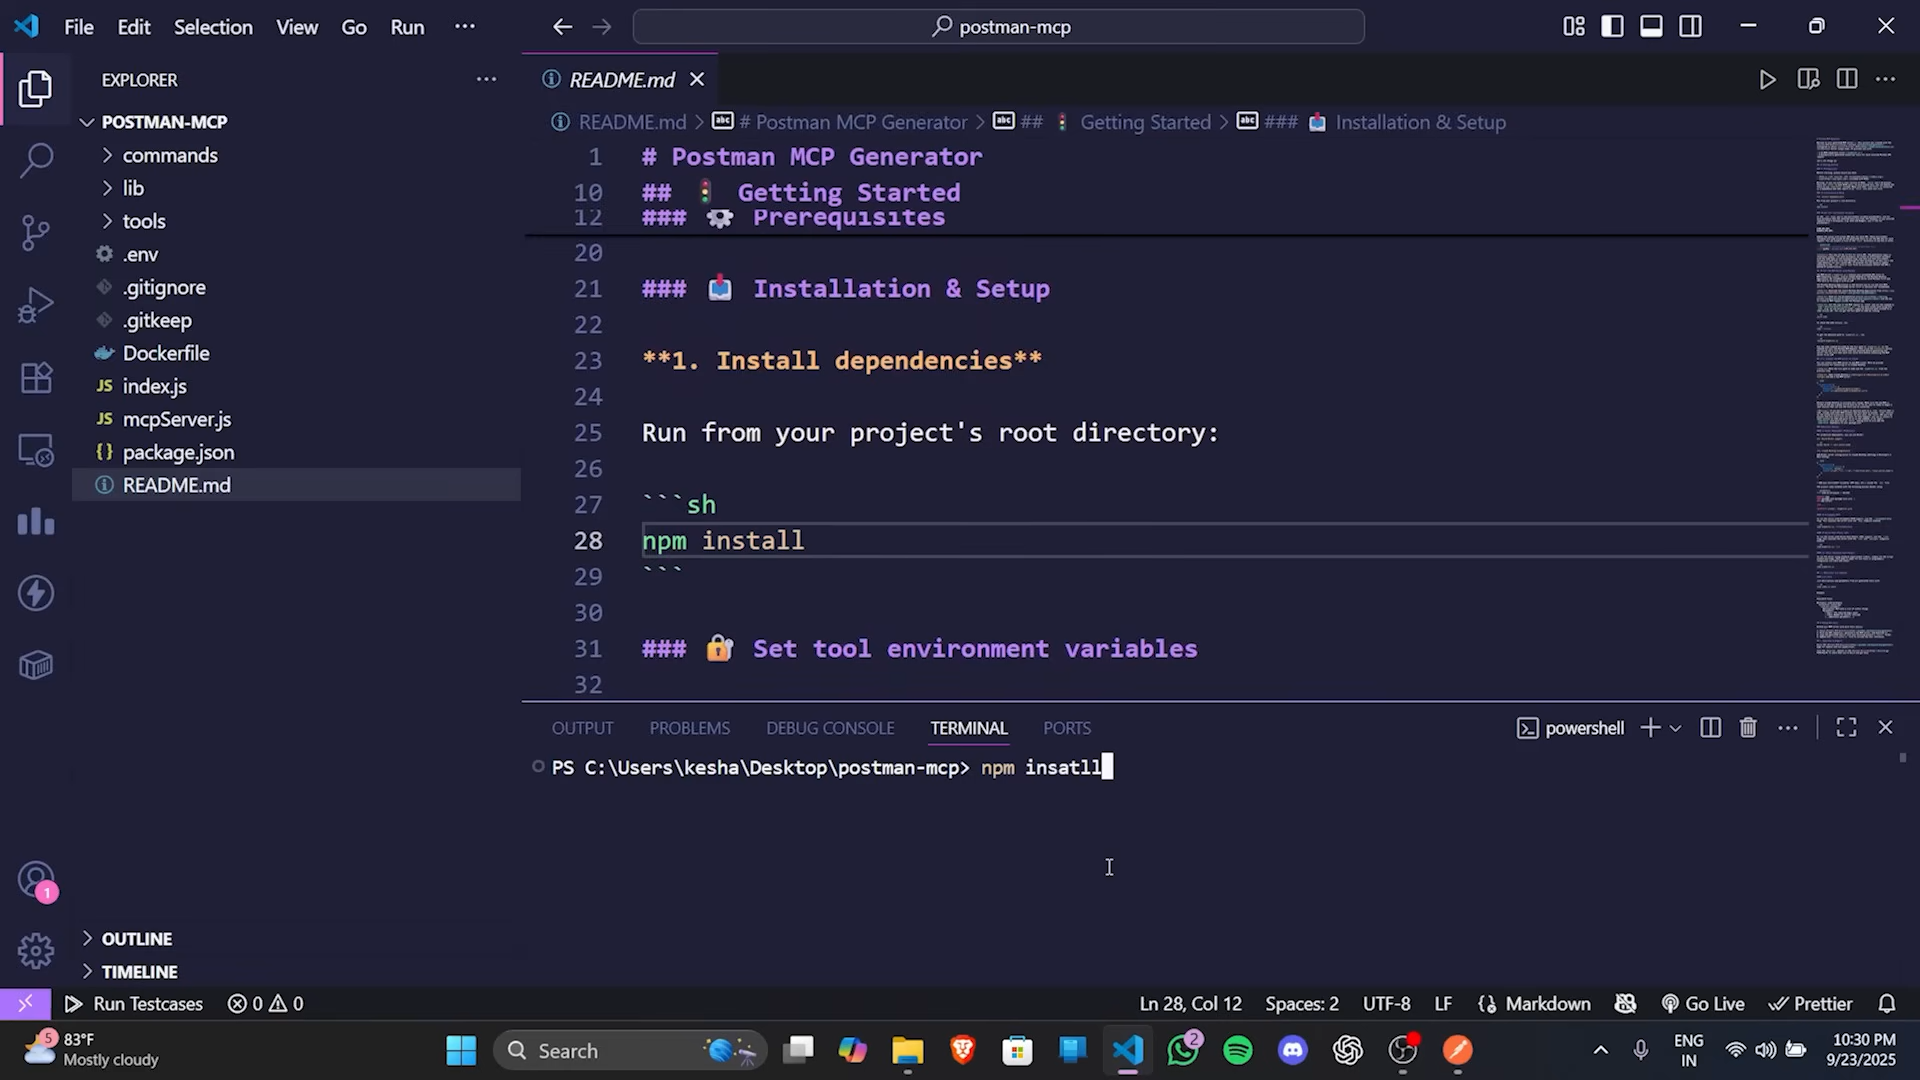 File Edit Selection View Go Run ··· postman-mcp
EXPLORER ···
POSTMAN-MCP
commands
lib
tools
.env
.gitignore
.gitkeep
Dockerfile
JS index.js
JS mcpServer.js
{} package.json
README.md
OUTLINE
TIMELINE
README.md
README.md > # Postman MCP Generator > ## Getting Started > ### Installation & Setup
1 # Postman MCP Generator
10 ## 🚦 Getting Started
12 ### ⚙️ Prerequisites
20
21 ### 📥 Installation & Setup
22
23 **1. Install dependencies**
24
25 Run from your project's root directory:
26
27 ```sh
28 npm install
29 ```
30
31 ### 🔐 Set tool environment variables
32
OUTPUT PROBLEMS DEBUG CONSOLE TERMINAL PORTS powershell
PS C:\Users\kesha\Desktop\postman-mcp> npm insatll
1
Run Testcases 0 0 Ln 28, Col 12 Spaces: 2 UTF-8 LF Markdown Go Live Prettier
5 83°F
Mostly cloudy
Search
2
ENG
IN
10:30 PM
9/23/2025